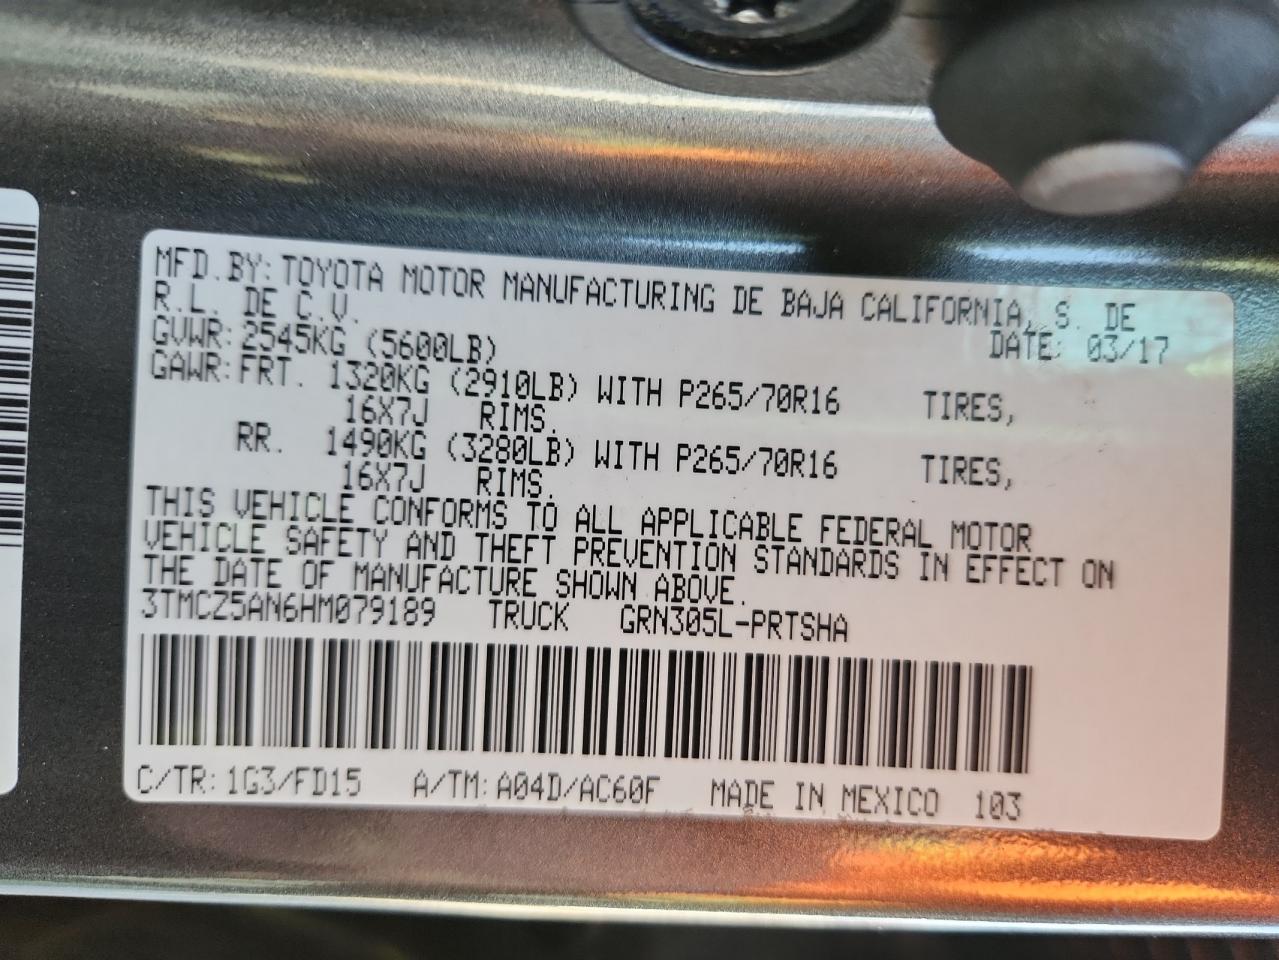 MFD.BY:TOYOTA MOTOR MANUFACTURING DE BAJA CALIFORNIA, S. DE
R.L. DE C.V.
DATE: 03/17
GVWR:2545KG (5600LB)
GAWR:FRT. 1320KG (2910LB) WITH P265/70R16 TIRES,
16X7J RIMS.
RR. 1490KG (3280LB) WITH P265/70R16 TIRES,
16X7J RIMS.
THIS VEHICLE CONFORMS TO ALL APPLICABLE FEDERAL MOTOR
VEHICLE SAFETY AND THEFT PREVENTION STANDARDS IN EFFECT ON
THE DATE OF MANUFACTURE SHOWN ABOVE.
3TMCZ5AN6HM079189 TRUCK GRN305L-PRTSHA
C/TR:1G3/FD15 A/TM:A04D/AC60F MADE IN MEXICO 103